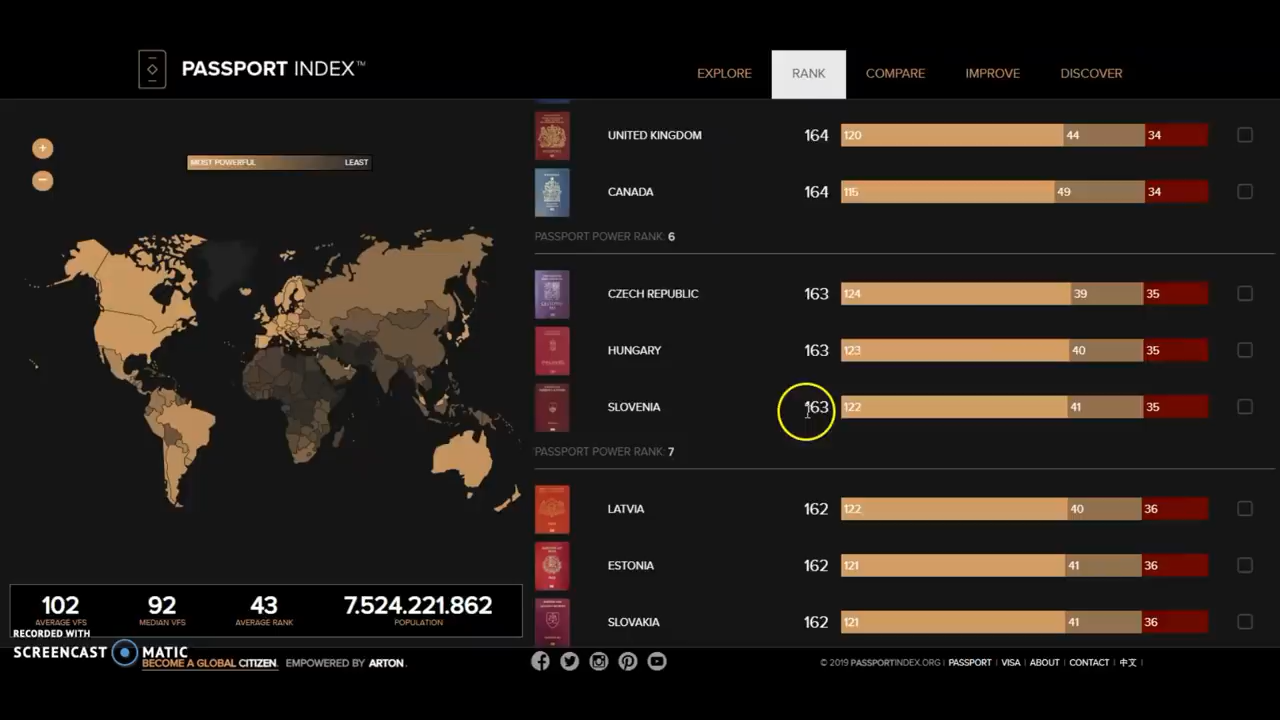 PASSPORT INDEX™
EXPLORE
RANK
COMPARE
IMPROVE
DISCOVER
+
−
MOST POWERFUL
LEAST
UNITED KINGDOM 164 120 44 34
CANADA 164 115 49 34
PASSPORT POWER RANK: 6
CZECH REPUBLIC 163 124 39 35
HUNGARY 163 123 40 35
SLOVENIA 163 122 41 35
PASSPORT POWER RANK: 7
LATVIA 162 122 40 36
ESTONIA 162 121 41 36
SLOVAKIA 162 121 41 36
102 92 43 7.524.221.862
AVERAGE VFS MEDIAN VFS AVERAGE RANK POPULATION
RECORDED WITH
SCREENCAST MATIC
BECOME A GLOBAL CITIZEN. EMPOWERED BY ARTON.
© 2019 PASSPORTINDEX.ORG | PASSPORT | VISA | ABOUT | CONTACT | 中文 |